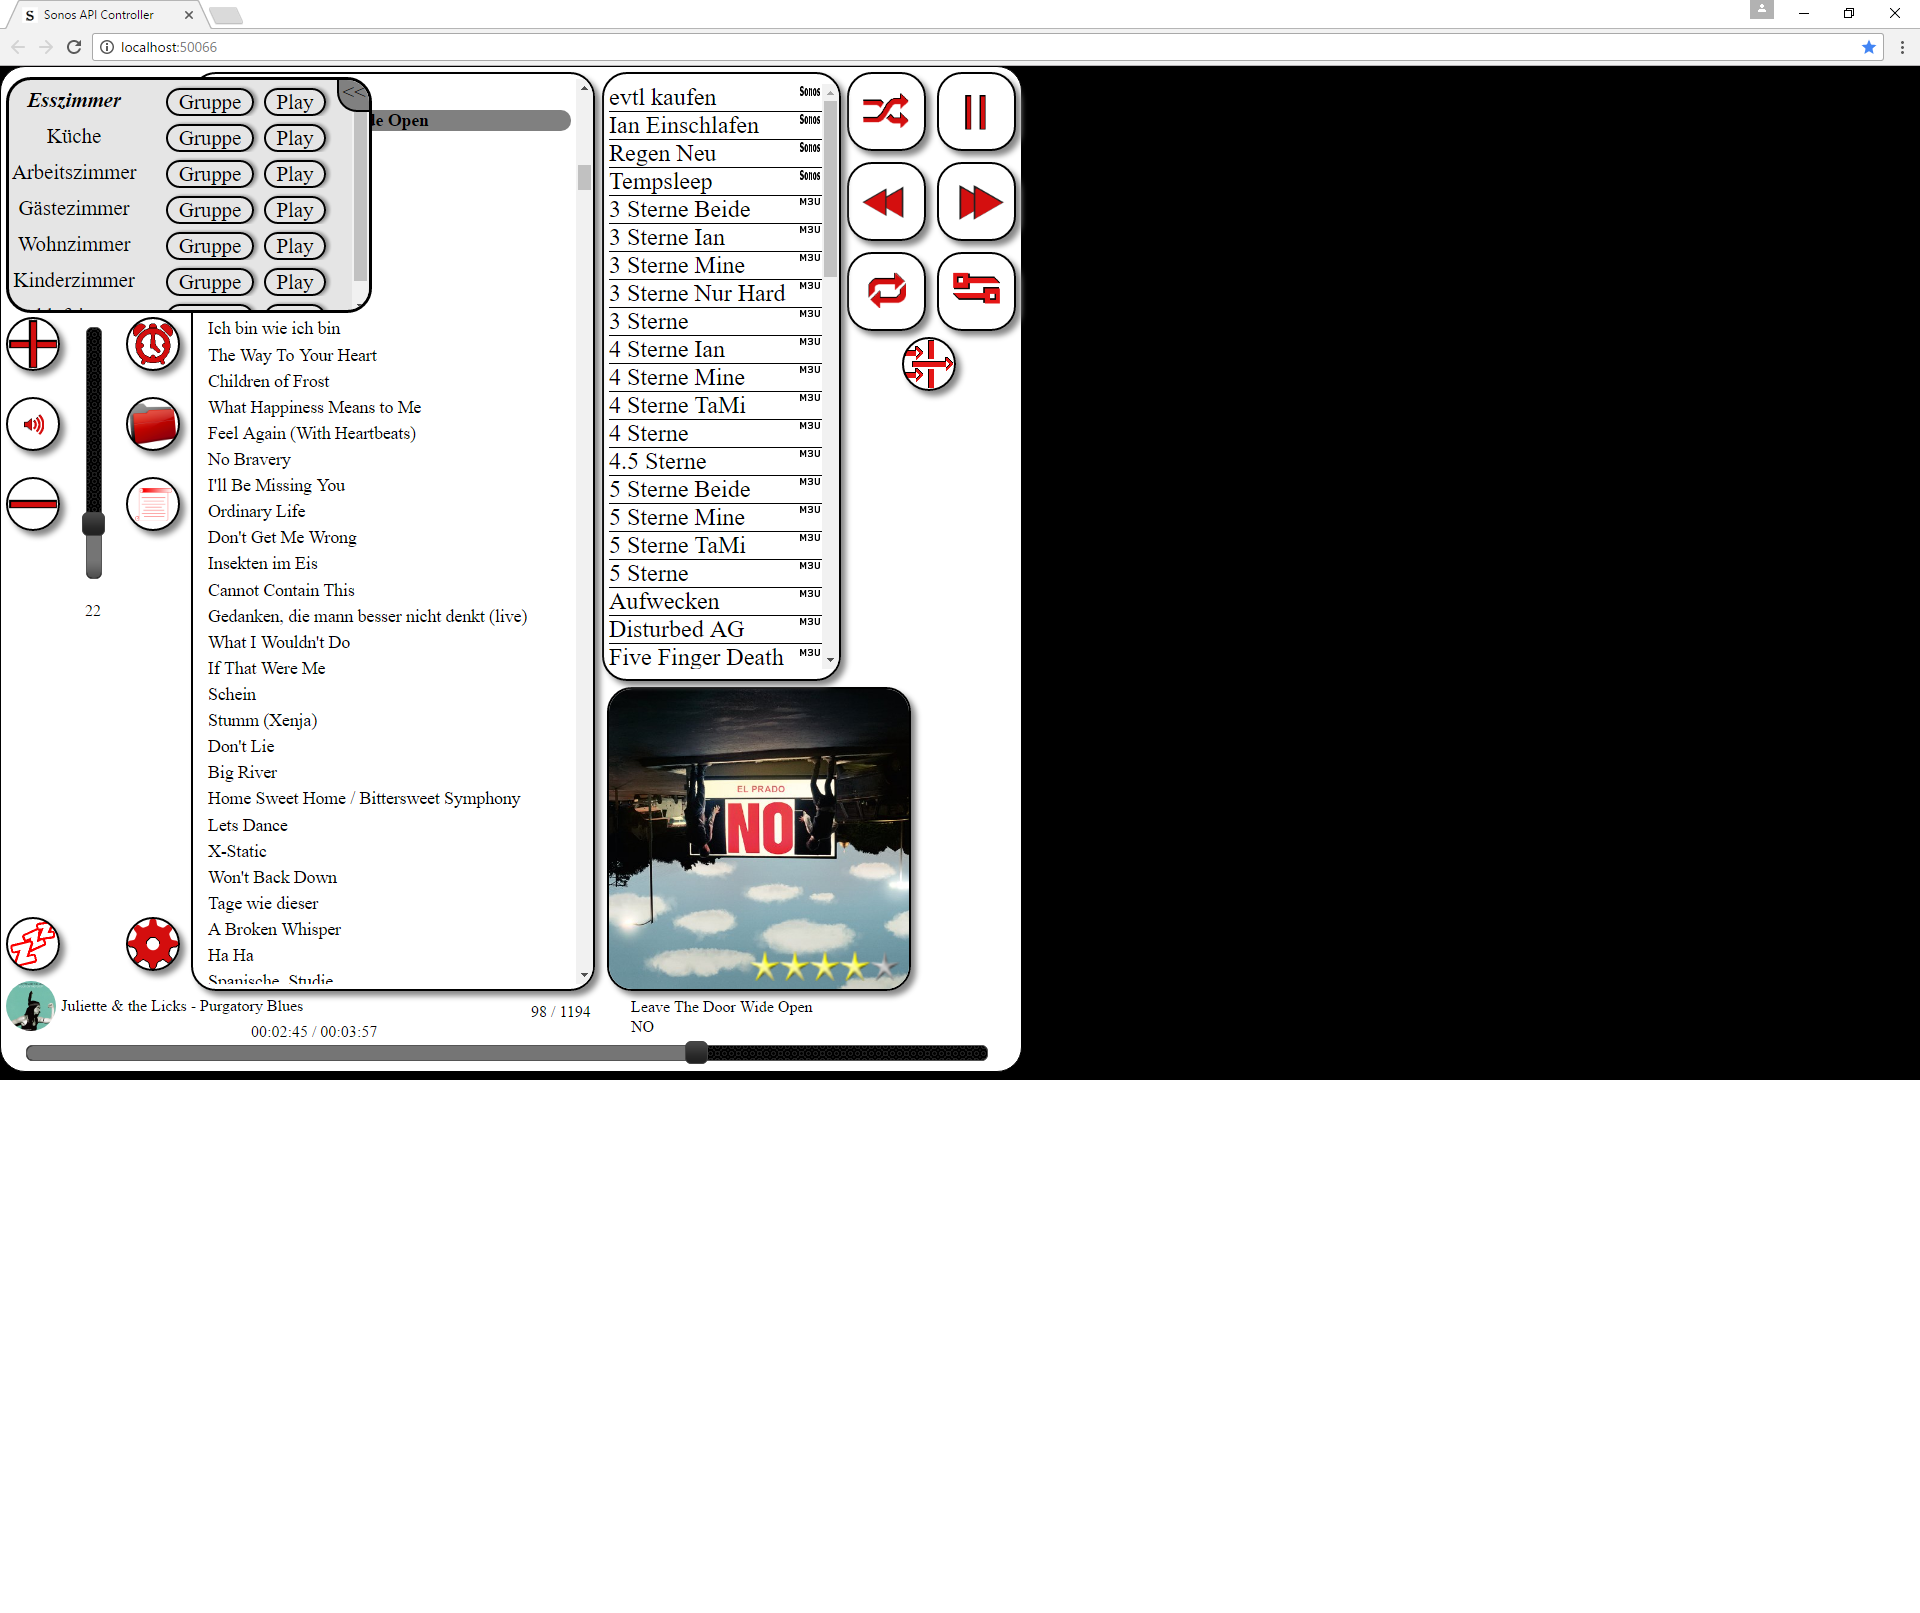 Sonos API Controller
localhost:50066
Esszimmer Gruppe Play <<
Küche Gruppe Play
Arbeitszimmer Gruppe Play
Gästezimmer Gruppe Play
Wohnzimmer Gruppe Play
Kinderzimmer Gruppe Play
Open
Ich bin wie ich bin
The Way To Your Heart
Children of Frost
What Happiness Means to Me
Feel Again (With Heartbeats)
No Bravery
I'll Be Missing You
Ordinary Life
Don't Get Me Wrong
Insekten im Eis
Cannot Contain This
Gedanken, die mann besser nicht denkt (live)
What I Wouldn't Do
If That Were Me
Schein
Stumm (Xenja)
Don't Lie
Big River
Home Sweet Home / Bittersweet Symphony
Lets Dance
X-Static
Won't Back Down
Tage wie dieser
A Broken Whisper
Ha Ha
Spanische Studie
evtl kaufen Sonos
Ian Einschlafen Sonos
Regen Neu Sonos
Tempsleep Sonos
3 Sterne Beide M3U
3 Sterne Ian M3U
3 Sterne Mine M3U
3 Sterne Nur Hard M3U
3 Sterne M3U
4 Sterne Ian M3U
4 Sterne Mine M3U
4 Sterne TaMi M3U
4 Sterne M3U
4.5 Sterne M3U
5 Sterne Beide M3U
5 Sterne Mine M3U
5 Sterne TaMi M3U
5 Sterne M3U
Aufwecken M3U
Disturbed AG M3U
Five Finger Death M3U
22
EL PRADO
NO
Juliette & the Licks - Purgatory Blues
00:02:45 / 00:03:57
98 / 1194
Leave The Door Wide Open
NO